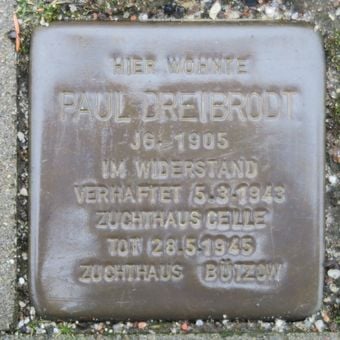 HIER WOHNTE
PAUL DREIBRODT
JG. 1905
IM WIDERSTAND
VERHAFTET 5.3.1943
ZUCHTHAUS CELLE
TOT 28.5.1945
ZUCHTHAUS BÜTZOW